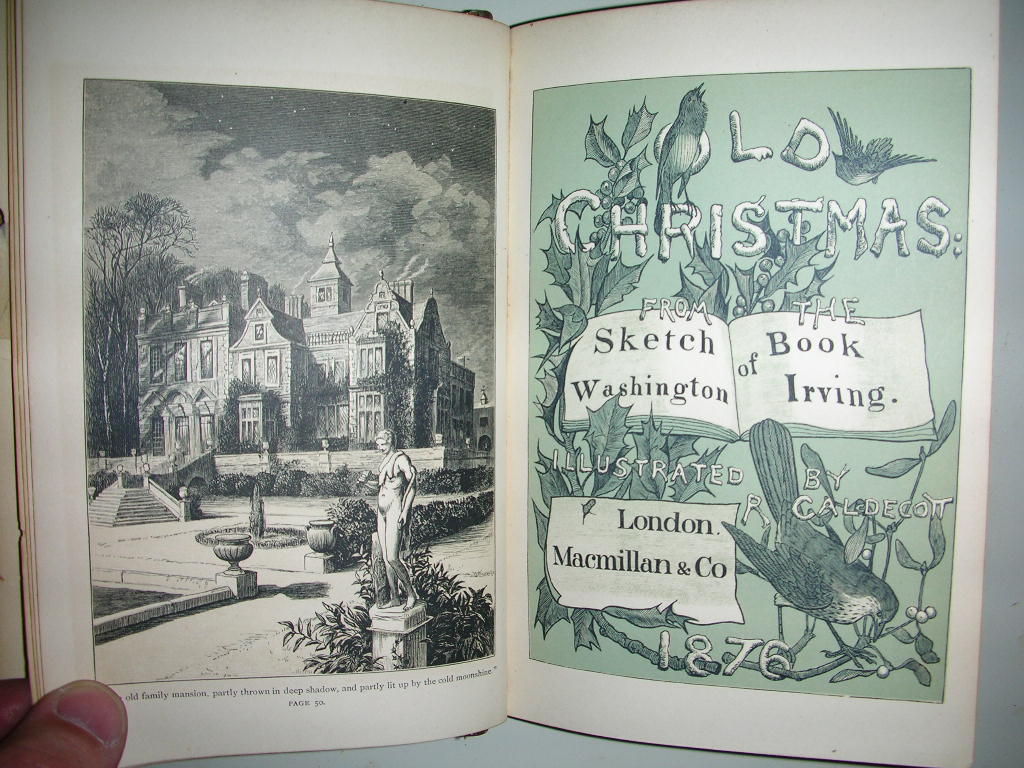 old family mansion, partly thrown in deep shadow, and partly lit up by the cold moonshine."
PAGE 50.
OLD
CHRISTMAS:
FROM THE
Sketch Book
of
Washington Irving.
ILLUSTRATED BY
R. CALDECOTT
London.
Macmillan & Co
1876